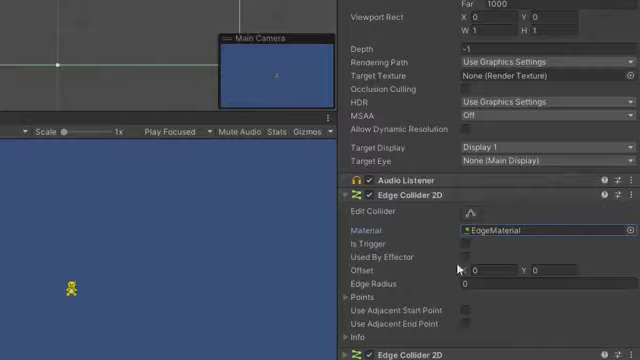 Far 1000
Viewport Rect X 0 Y 0
W 1 H 1
Main Camera
Depth -1
Rendering Path Use Graphics Settings
Target Texture None (Render Texture)
Occlusion Culling
HDR Use Graphics Settings
MSAA Off
Scale 1x Play Focused Mute Audio Stats Gizmos
Allow Dynamic Resolution
Target Display Display 1
Target Eye None (Main Display)
Audio Listener
Edge Collider 2D
Edit Collider
Material EdgeMaterial
Is Trigger
Used By Effector
Offset X 0 Y 0
Edge Radius 0
Points
Use Adjacent Start Point
Use Adjacent End Point
Info
Edge Collider 2D